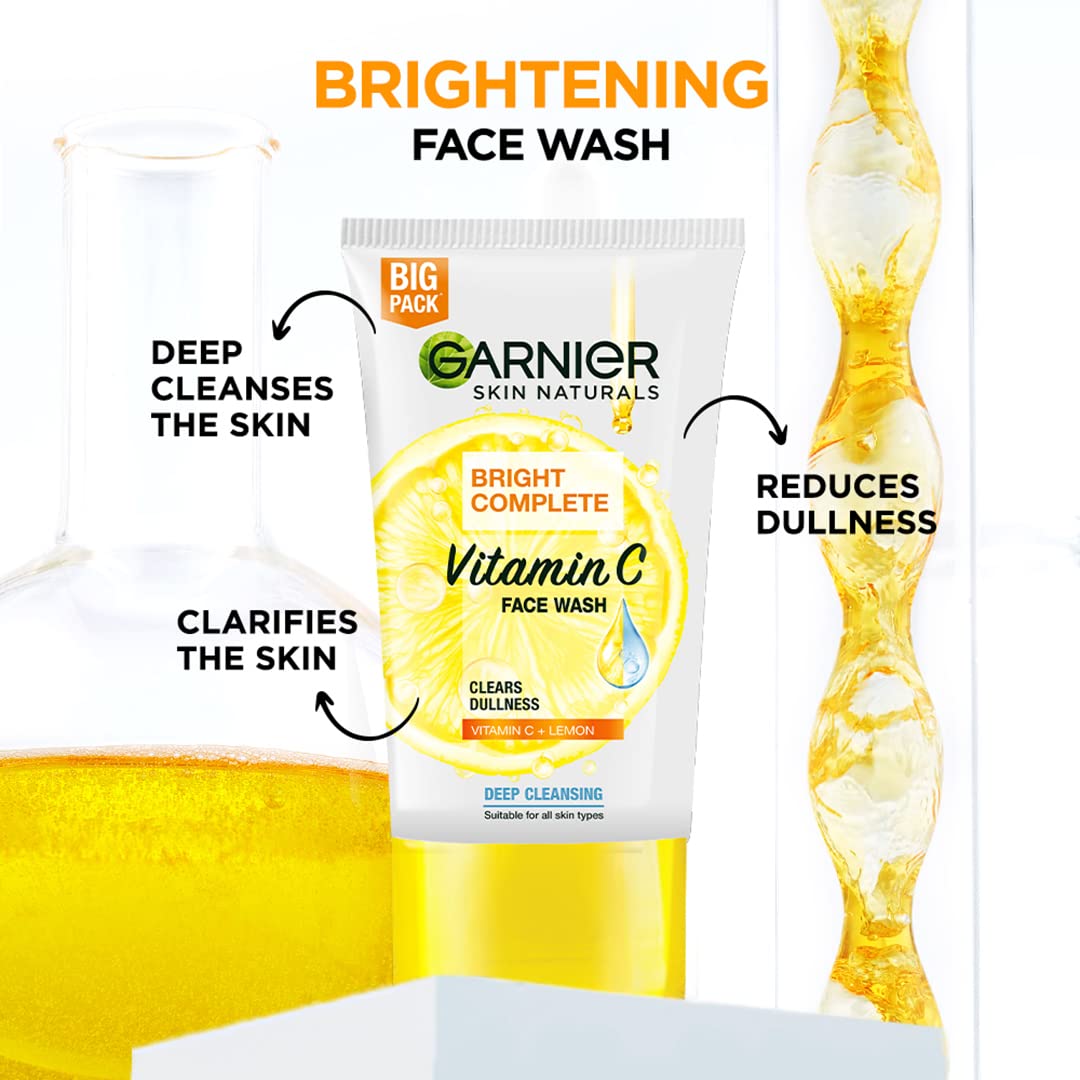 BRIGHTENING
FACE WASH
BIG
PACK*
GARNIER
SKIN NATURALS
DEEP
CLEANSES
THE SKIN
BRIGHT
COMPLETE
REDUCES
DULLNESS
Vitamin C
FACE WASH
CLARIFIES
THE SKIN
CLEARS
DULLNESS
VITAMIN C + LEMON
DEEP CLEANSING
Suitable for all skin types